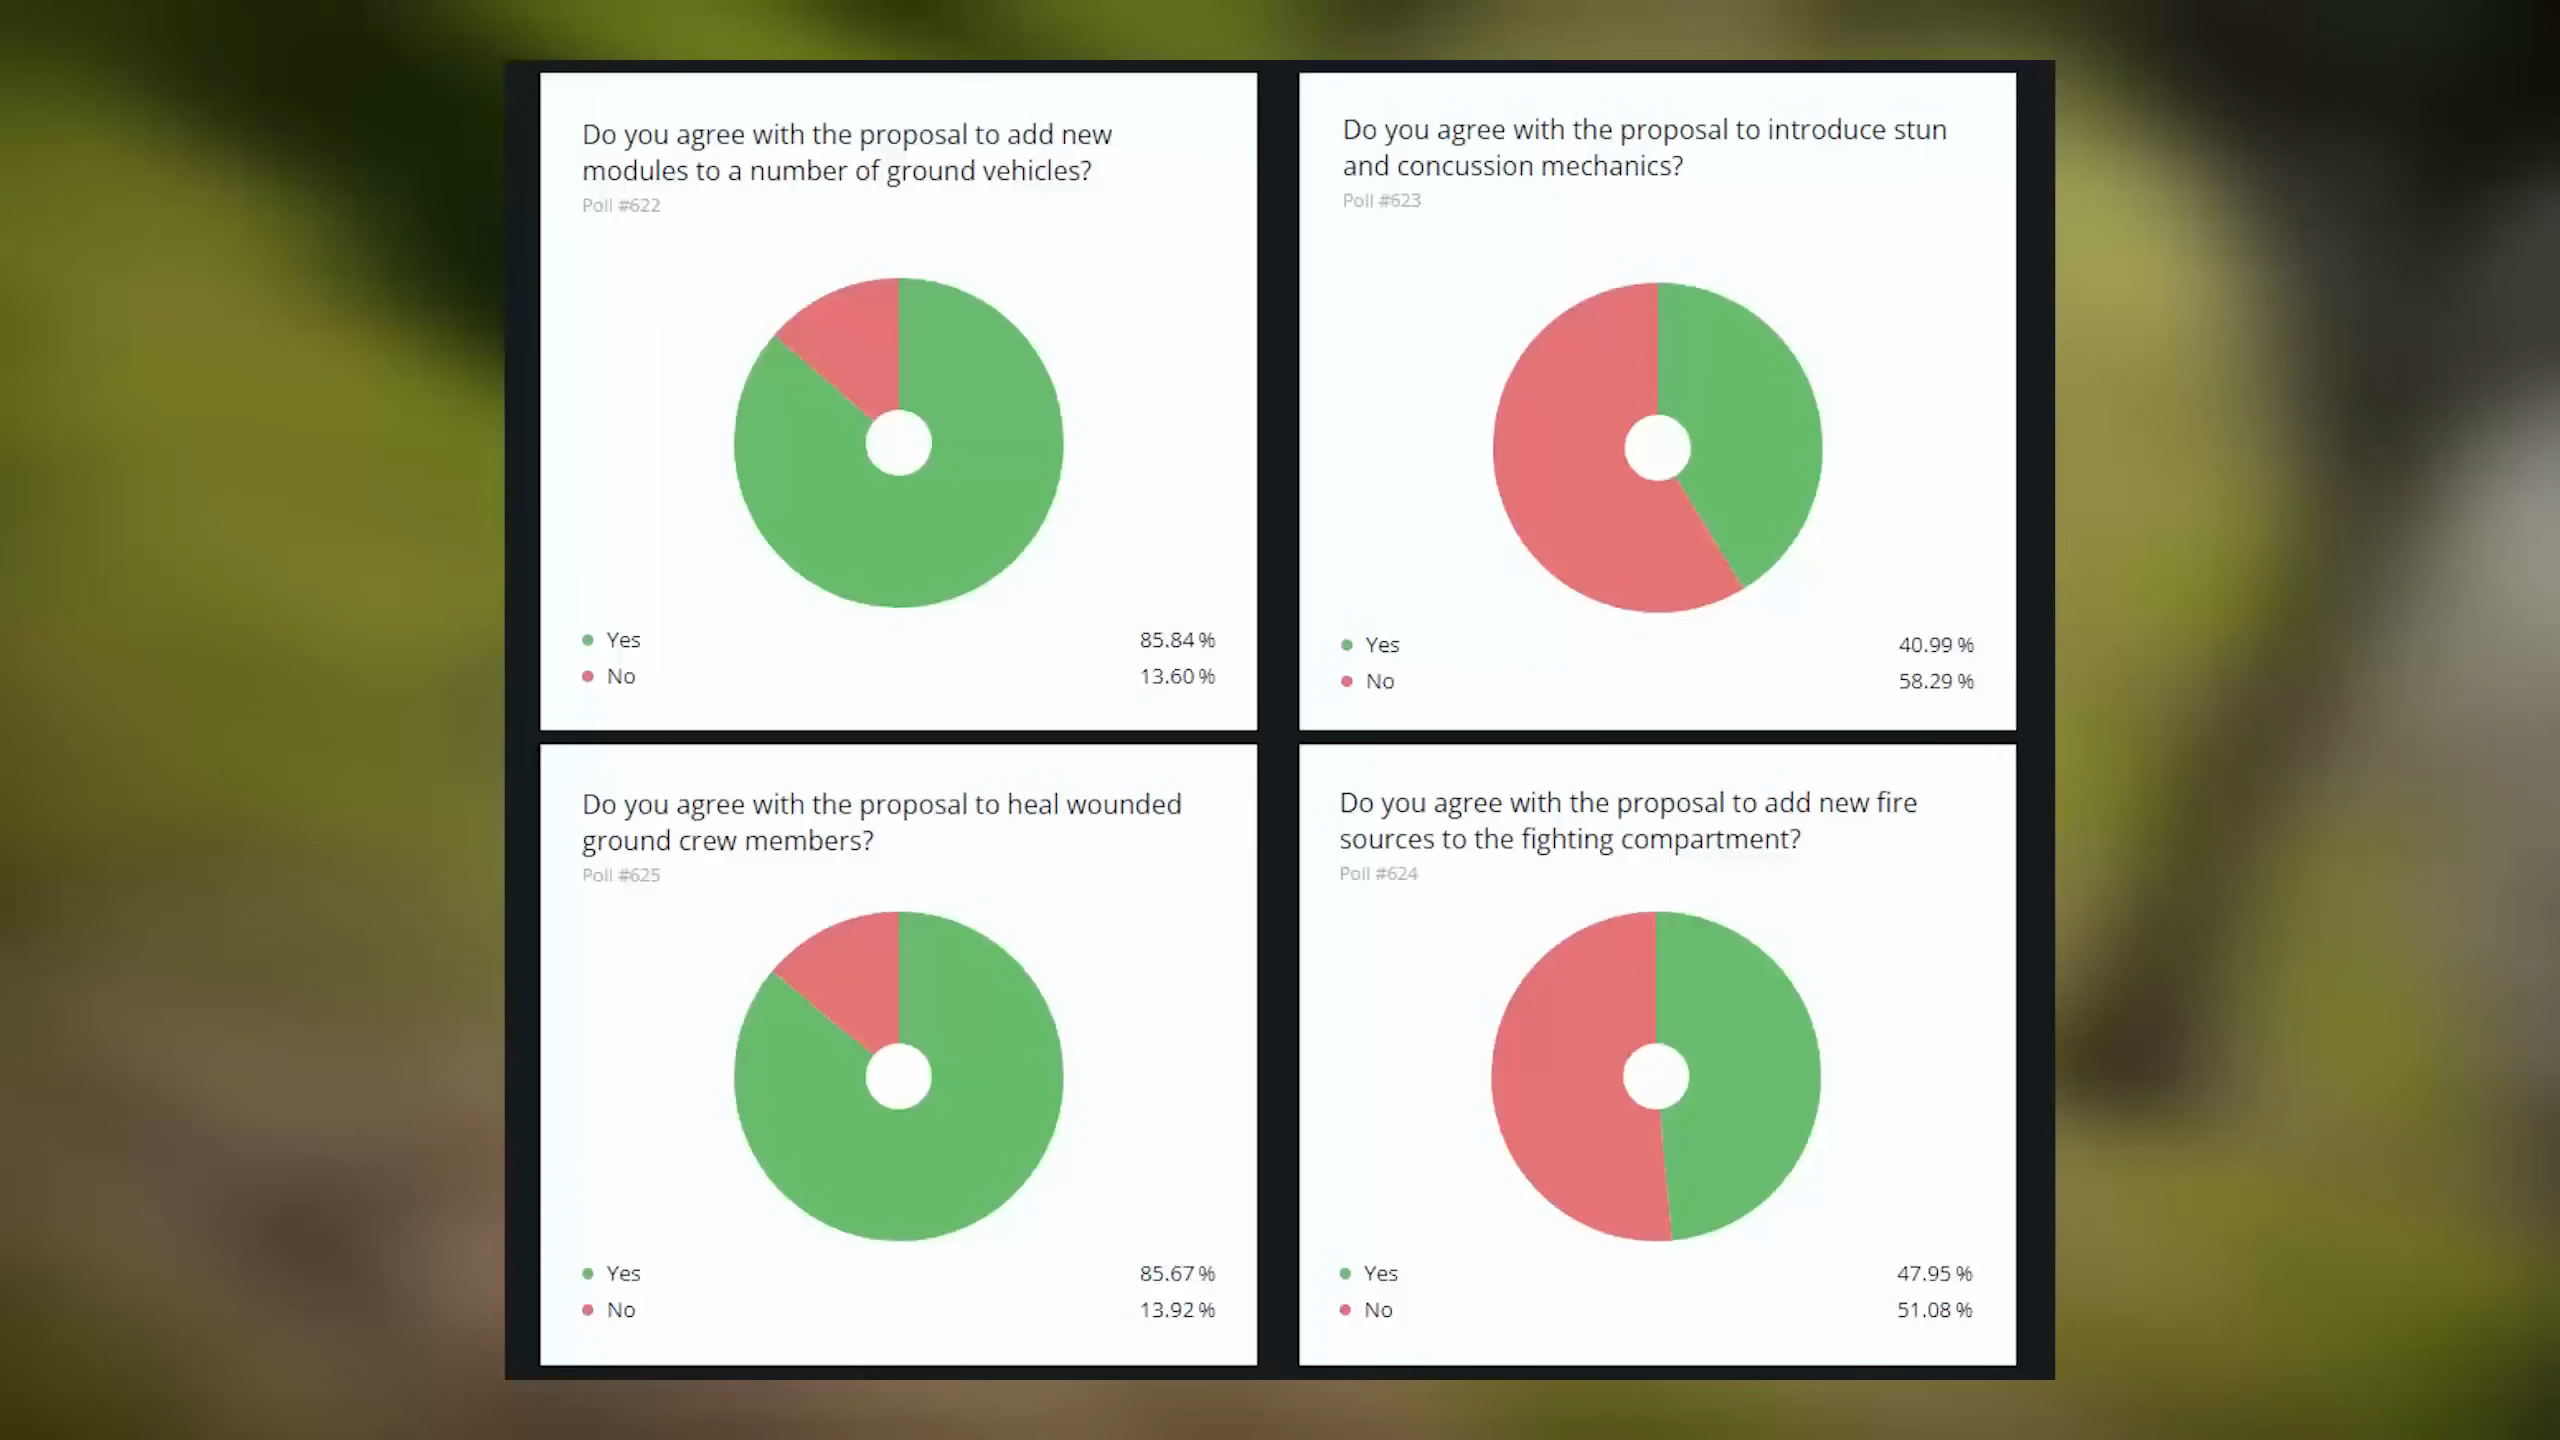 Do you agree with the proposal to add new
modules to a number of ground vehicles?
Poll #622
Yes 85.84 %
No 13.60 %
Do you agree with the proposal to introduce stun
and concussion mechanics?
Poll #623
Yes 40.99 %
No 58.29 %
Do you agree with the proposal to heal wounded
ground crew members?
Poll #625
Yes 85.67 %
No 13.92 %
Do you agree with the proposal to add new fire
sources to the fighting compartment?
Poll #624
Yes 47.95 %
No 51.08 %